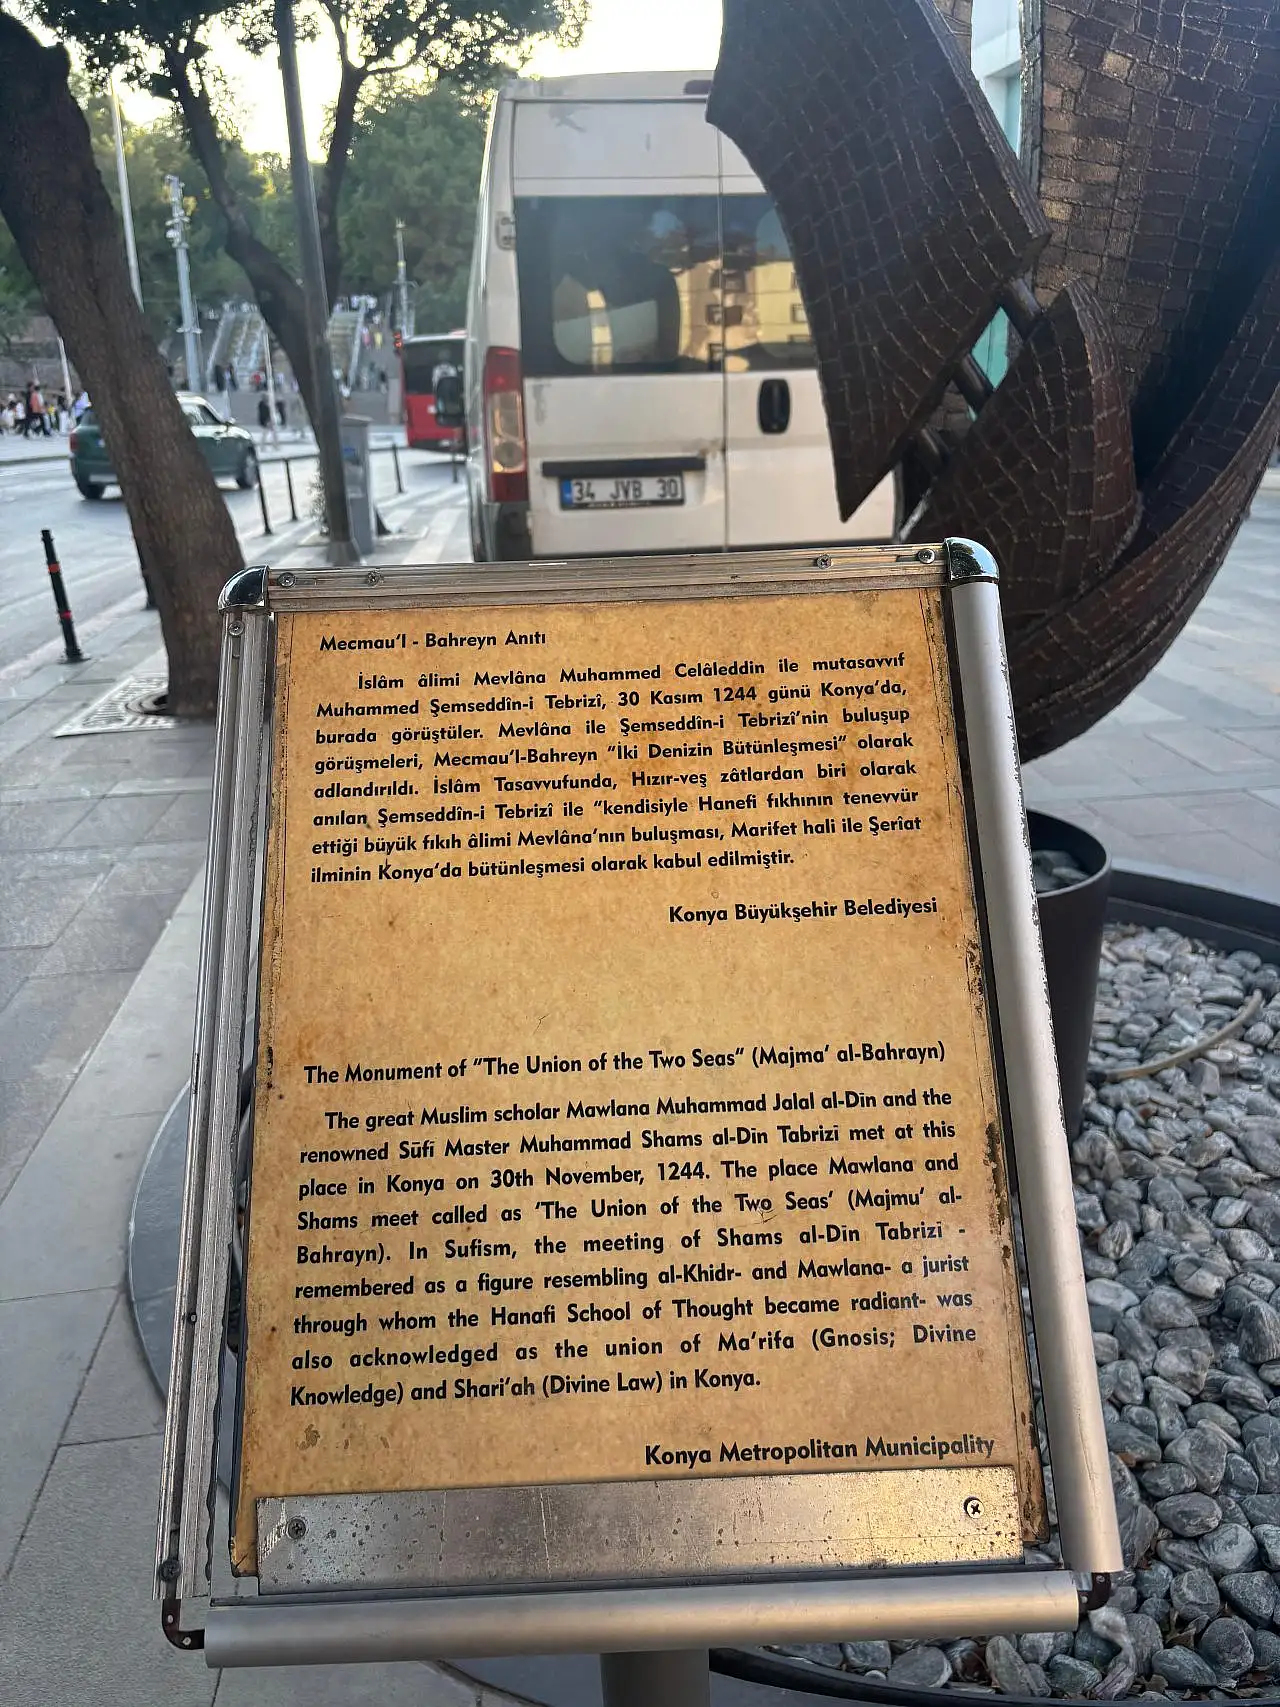 34 JVB 30
Mecmau'l - Bahreyn Anıtı
İslâm âlimi Mevlâna Muhammed Celâleddin ile mutasavvıf
Muhammed Şemseddîn-i Tebrizî, 30 Kasım 1244 günü Konya'da,
burada görüştüler. Mevlâna ile Şemseddîn-i Tebrizî'nin buluşup
görüşmeleri, Mecmau'l-Bahreyn "İki Denizin Bütünleşmesi" olarak
adlandırıldı. İslâm Tasavvufunda, Hızır-veş zâtlardan biri olarak
anılan Şemseddîn-i Tebrizî ile "kendisiyle Hanefi fıkhının tenevvür
ettiği büyük fıkıh âlimi Mevlâna'nın buluşması, Marifet hali ile Şerîat
ilminin Konya'da bütünleşmesi olarak kabul edilmiştir.
Konya Büyükşehir Belediyesi
The Monument of "The Union of the Two Seas" (Majma' al-Bahrayn)
The great Muslim scholar Mawlana Muhammad Jalal al-Dīn and the
renowned Sūfī Master Muhammad Shams al-Dīn Tabrizī met at this
place in Konya on 30th November, 1244. The place Mawlana and
Shams meet called as 'The Union of the Two Seas' (Majmu' al-
Bahrayn). In Sufism, the meeting of Shams al-Dīn Tabrizī -
remembered as a figure resembling al-Khidr- and Mawlana- a jurist
through whom the Hanafi School of Thought became radiant- was
also acknowledged as the union of Ma'rifa (Gnosis; Divine
Knowledge) and Shari'ah (Divine Law) in Konya.
Konya Metropolitan Municipality